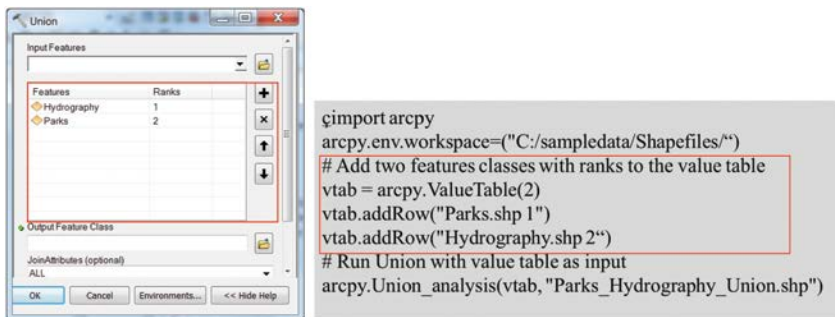 Union
Input Features
Features Ranks
Hydrography 1
Parks 2
Output Feature Class
JoinAttributes (optional)
ALL
OK Cancel Environments... << Hide Help
çimport arcpy
arcpy.env.workspace=("C:/sampledata/Shapefiles/“)
# Add two features classes with ranks to the value table
vtab = arcpy.ValueTable(2)
vtab.addRow("Parks.shp 1")
vtab.addRow("Hydrography.shp 2“)
# Run Union with value table as input
arcpy.Union_analysis(vtab, "Parks_Hydrography_Union.shp")